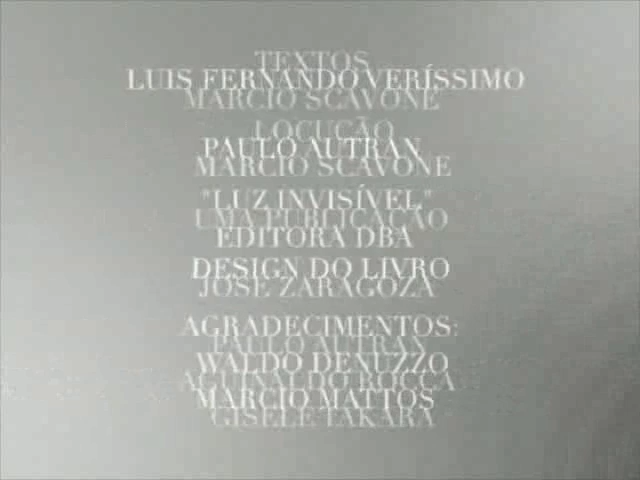 TEXTOS
LUIS FERNANDO VERÍSSIMO
MARCIO SCAVONE
LOCUÇÃO
PAULO AUTRAN
MARCIO SCAVONE
"LUZ INVISÍVEL"
UMA PUBLICAÇÃO
EDITORA DBA
DESIGN DO LIVRO
JOSÉ ZARAGOZA
AGRADECIMENTOS:
PAULO AUTRAN
WALDO DENUZZO
AGUINALDO ROCCA
MARCIO MATTOS
GISELE TAKARA